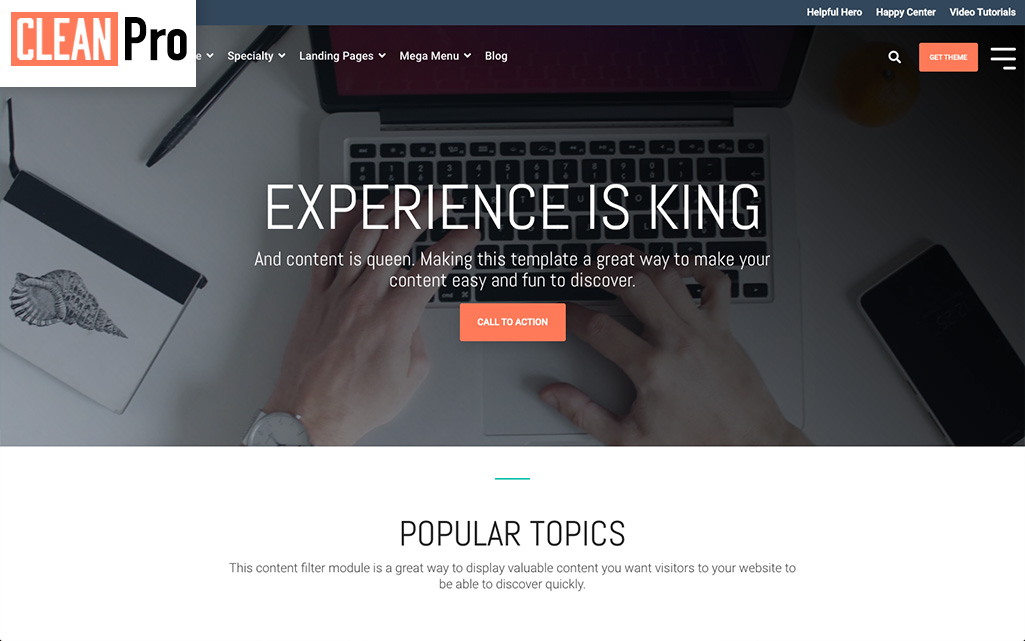 Helpful Hero Happy Center Video Tutorials
CLEAN Pro
Specialty Landing Pages Mega Menu Blog
GET THEME
EXPERIENCE IS KING
And content is queen. Making this template a great way to make your
content easy and fun to discover.
CALL TO ACTION
POPULAR TOPICS
This content filter module is a great way to display valuable content you want visitors to your website to
be able to discover quickly.